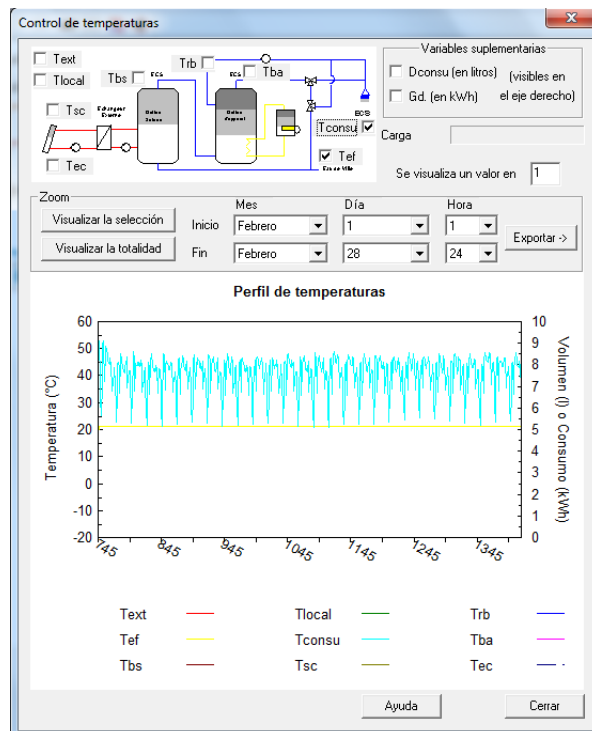 Control de temperaturas
Text
Tlocal
Tbs
ECS
Trb
ECS
Tba
Tsc
Tec
ECS
Tconsu
Tef
Variables suplementarias
Dconsu (en litros)
Gd. (en kWh)
(visibles en
el eje derecho)
Carga
Se visualiza un valor en
1
Zoom
Visualizar la selección
Visualizar la totalidad
Mes
Día
Hora
Inicio
Febrero
1
1
Fin
Febrero
28
24
Exportar ->
Perfil de temperaturas
60
50
40
30
20
10
0
-10
-20
Temperatura (°C)
10
9
8
7
6
5
4
3
2
1
0
Volumen (l) o Consumo (kWh)
745
845
945
1045
1145
1245
1345
Text
Tlocal
Trb
Tef
Tconsu
Tba
Tbs
Tsc
Tec
Ayuda
Cerrar